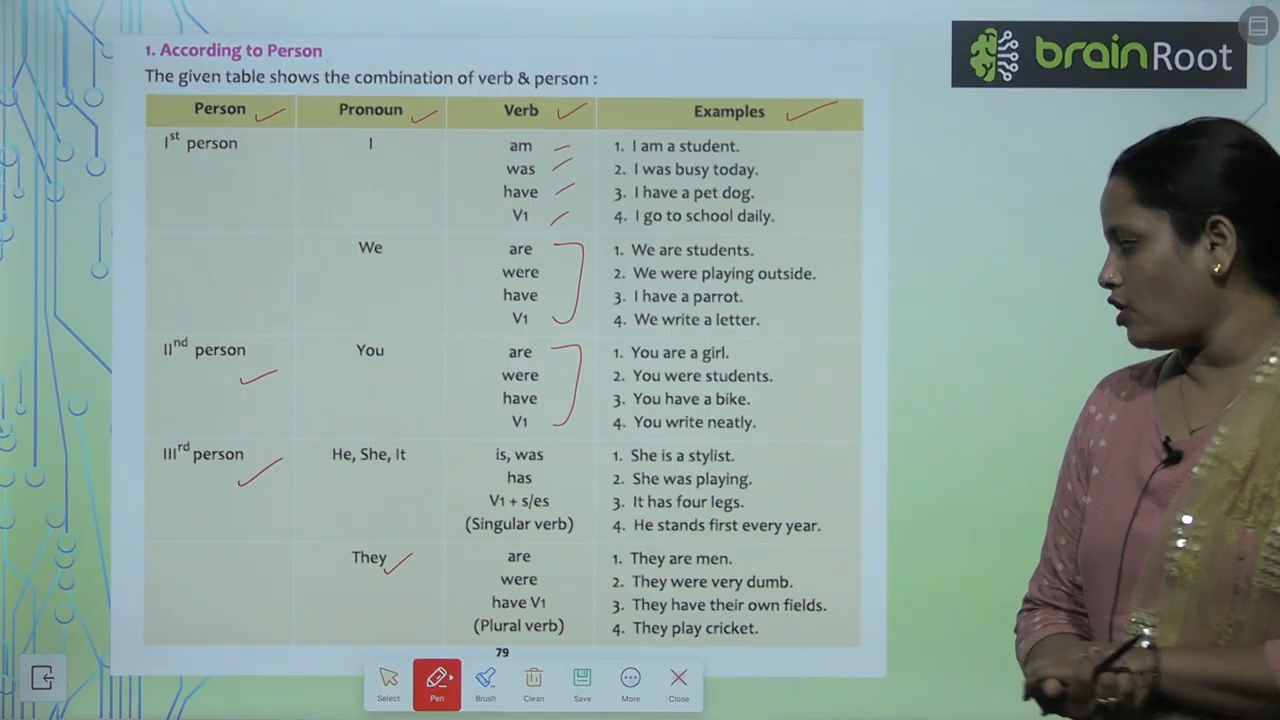 1. According to Person
The given table shows the combination of verb & person :
Person Pronoun Verb Examples
Ist person I am 1. I am a student.
was 2. I was busy today.
have 3. I have a pet dog.
V1 4. I go to school daily.
We are 1. We are students.
were 2. We were playing outside.
have 3. I have a parrot.
V1 4. We write a letter.
IInd person You are 1. You are a girl.
were 2. You were students.
have 3. You have a bike.
V1 4. You write neatly.
IIIrd person He, She, It is, was 1. She is a stylist.
has 2. She was playing.
V1 + s/es 3. It has four legs.
(Singular verb) 4. He stands first every year.
They are 1. They are men.
were 2. They were very dumb.
have V1 3. They have their own fields.
(Plural verb) 4. They play cricket.
79
Select Pen Brush Clean Save More Close
brainRoot